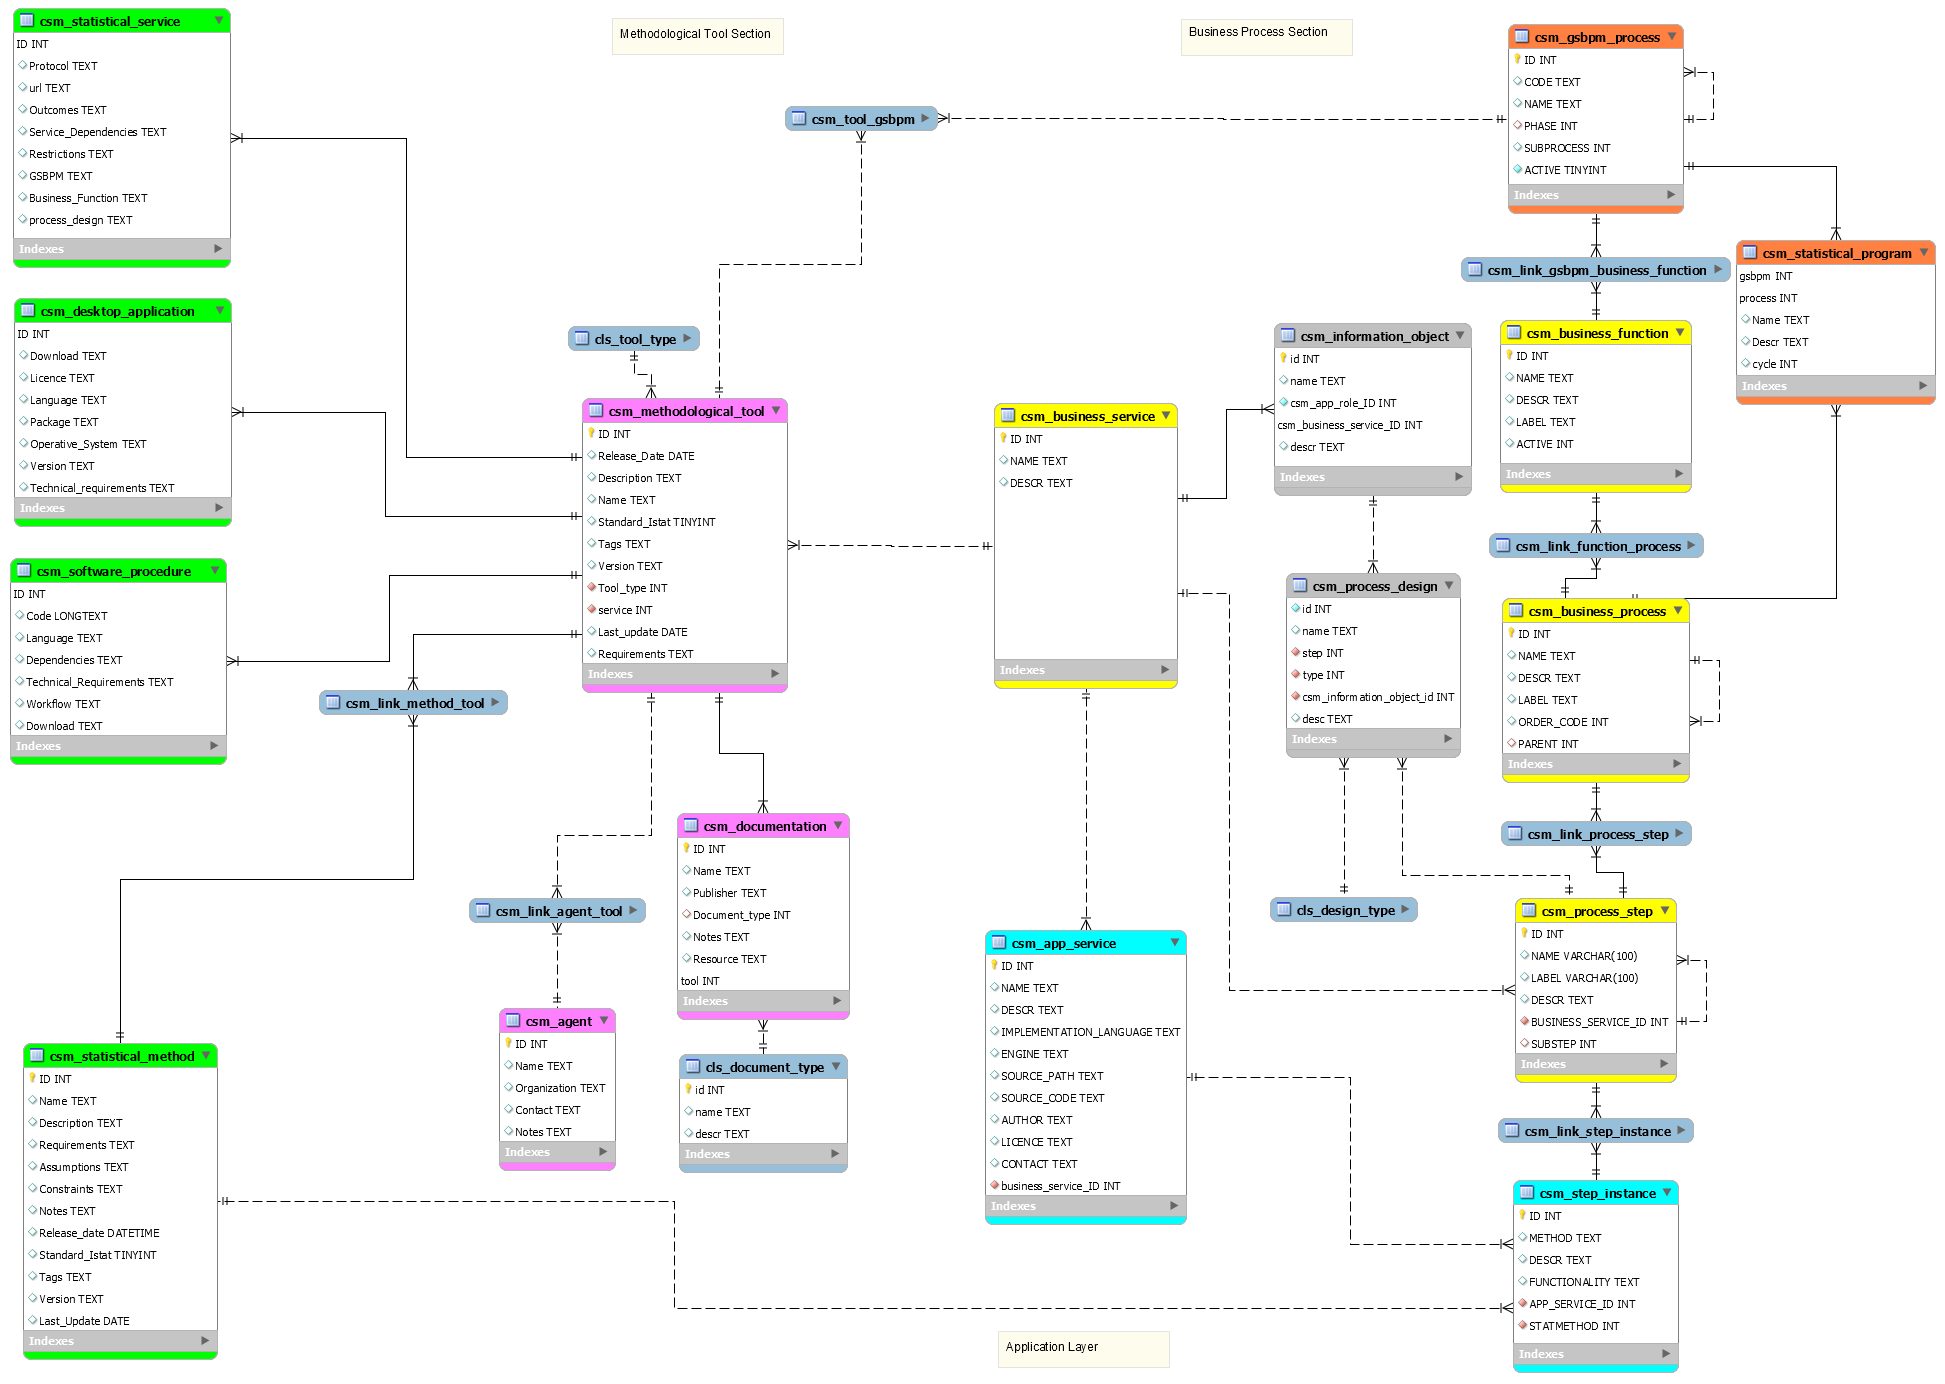 Methodological Tool Section
Business Process Section
csm_statistical_service
ID INT
Protocol TEXT
url TEXT
Outcomes TEXT
Service_Dependencies TEXT
Restrictions TEXT
GSBPM TEXT
Business_Function TEXT
process_design TEXT
Indexes
csm_desktop_application
ID INT
Download TEXT
Licence TEXT
Language TEXT
Package TEXT
Operative_System TEXT
Version TEXT
Technical_requirements TEXT
Indexes
csm_software_procedure
ID INT
Code LONGTEXT
Language TEXT
Dependencies TEXT
Technical_Requirements TEXT
Workflow TEXT
Download TEXT
Indexes
csm_link_method_tool
csm_statistical_method
ID INT
Name TEXT
Description TEXT
Requirements TEXT
Assumptions TEXT
Constraints TEXT
Notes TEXT
Release_date DATETIME
Standard_Istat TINYINT
Tags TEXT
Version TEXT
Last_Update DATE
Indexes
csm_tool_gsbpm
cls_tool_type
csm_methodological_tool
ID INT
Release_Date DATE
Description TEXT
Name TEXT
Standard_Istat TINYINT
Tags TEXT
Version TEXT
Tool_type INT
service INT
Last_update DATE
Requirements TEXT
Indexes
csm_documentation
ID INT
Name TEXT
Publisher TEXT
Document_type INT
Notes TEXT
Resource TEXT
tool INT
Indexes
csm_link_agent_tool
csm_agent
ID INT
Name TEXT
Organization TEXT
Contact TEXT
Notes TEXT
Indexes
cls_document_type
id INT
name TEXT
descr TEXT
Indexes
csm_business_service
ID INT
NAME TEXT
DESCR TEXT
Indexes
csm_app_service
ID INT
NAME TEXT
DESCR TEXT
IMPLEMENTATION_LANGUAGE TEXT
ENGINE TEXT
SOURCE_PATH TEXT
SOURCE_CODE TEXT
AUTHOR TEXT
LICENCE TEXT
CONTACT TEXT
business_service_ID INT
Indexes
csm_information_object
id INT
name TEXT
csm_app_role_ID INT
csm_business_service_ID INT
descr TEXT
Indexes
csm_process_design
id INT
name TEXT
step INT
type INT
csm_information_object_id INT
desc TEXT
Indexes
cls_design_type
csm_gsbpm_process
ID INT
CODE TEXT
NAME TEXT
PHASE INT
SUBPROCESS INT
ACTIVE TINYINT
Indexes
csm_statistical_program
gsbpm INT
process INT
Name TEXT
Descr TEXT
cycle INT
Indexes
csm_link_gsbpm_business_function
csm_business_function
ID INT
NAME TEXT
DESCR TEXT
LABEL TEXT
ACTIVE INT
Indexes
csm_link_function_process
csm_business_process
ID INT
NAME TEXT
DESCR TEXT
LABEL TEXT
ORDER_CODE INT
PARENT INT
Indexes
csm_link_process_step
csm_process_step
ID INT
NAME VARCHAR(100)
LABEL VARCHAR(100)
DESCR TEXT
BUSINESS_SERVICE_ID INT
SUBSTEP INT
Indexes
csm_link_step_instance
csm_step_instance
ID INT
METHOD TEXT
DESCR TEXT
FUNCTIONALITY TEXT
APP_SERVICE_ID INT
STATMETHOD INT
Indexes
Application Layer